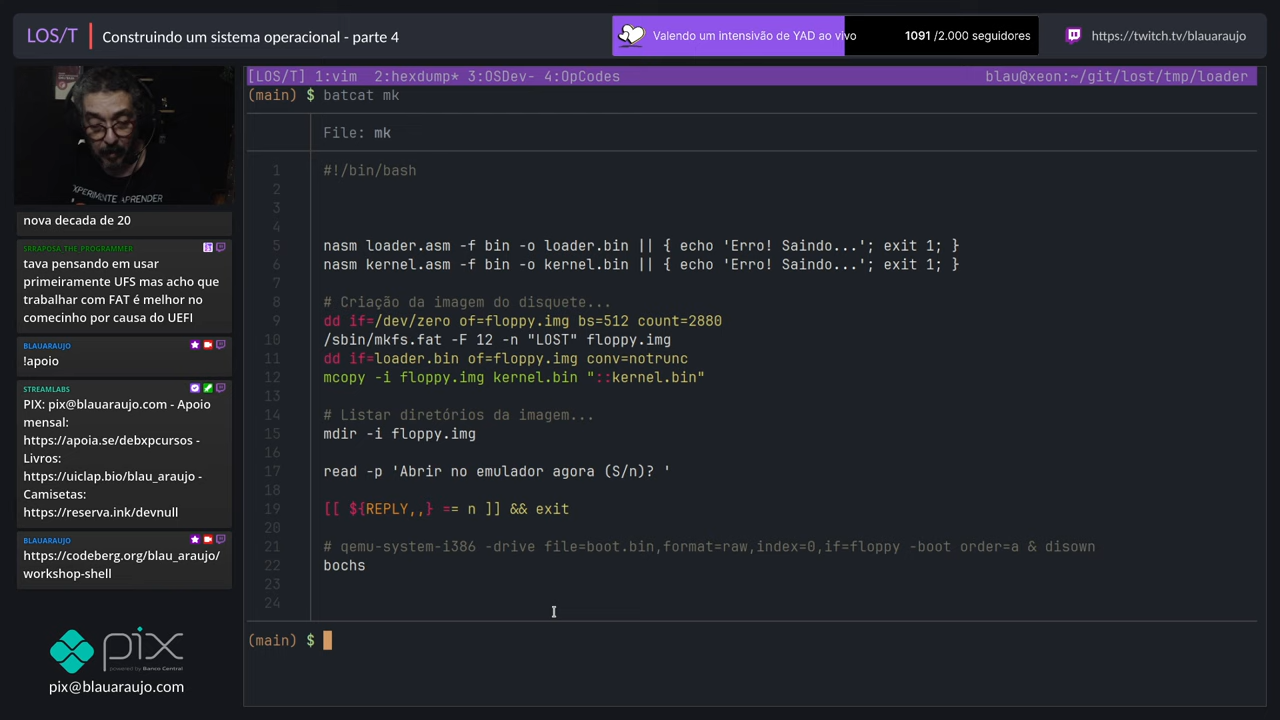 LOS/T
Construindo um sistema operacional - parte 4
Valendo um intensivão de YAD ao vivo
1091 /2.000 seguidores
https://twitch.tv/blauaraujo
EXPERIMENTE APRENDER
nova decada de 20
SRRAPOSA_THE_PROGRAMMER
tava pensando em usar
primeiramente UFS mas acho que
trabalhar com FAT é melhor no
comecinho por causa do UEFI
BLAUARAUJO
!apoio
STREAMLABS
PIX: pix@blauaraujo.com - Apoio
mensal:
https://apoia.se/debxpcursos -
Livros:
https://uiclap.bio/blau_araujo -
Camisetas:
https://reserva.ink/devnull
BLAUARAUJO
https://codeberg.org/blau_araujo/
workshop-shell
pix
powered by Banco Central
pix@blauaraujo.com
[LOS/T] 1:vim  2:hexdump* 3:OSDev- 4:OpCodes
blau@xeon:~/git/lost/tmp/loader
(main) $ batcat mk
File: mk
1 #!/bin/bash
2
3
4
5 nasm loader.asm -f bin -o loader.bin || { echo 'Erro! Saindo...'; exit 1; }
6 nasm kernel.asm -f bin -o kernel.bin || { echo 'Erro! Saindo...'; exit 1; }
7
8 # Criação da imagem do disquete...
9 dd if=/dev/zero of=floppy.img bs=512 count=2880
10 /sbin/mkfs.fat -F 12 -n "LOST" floppy.img
11 dd if=loader.bin of=floppy.img conv=notrunc
12 mcopy -i floppy.img kernel.bin "::kernel.bin"
13
14 # Listar diretórios da imagem...
15 mdir -i floppy.img
16
17 read -p 'Abrir no emulador agora (S/n)? '
18
19 [[ ${REPLY,,} == n ]] && exit
20
21 # qemu-system-i386 -drive file=boot.bin,format=raw,index=0,if=floppy -boot order=a & disown
22 bochs
23
24
(main) $